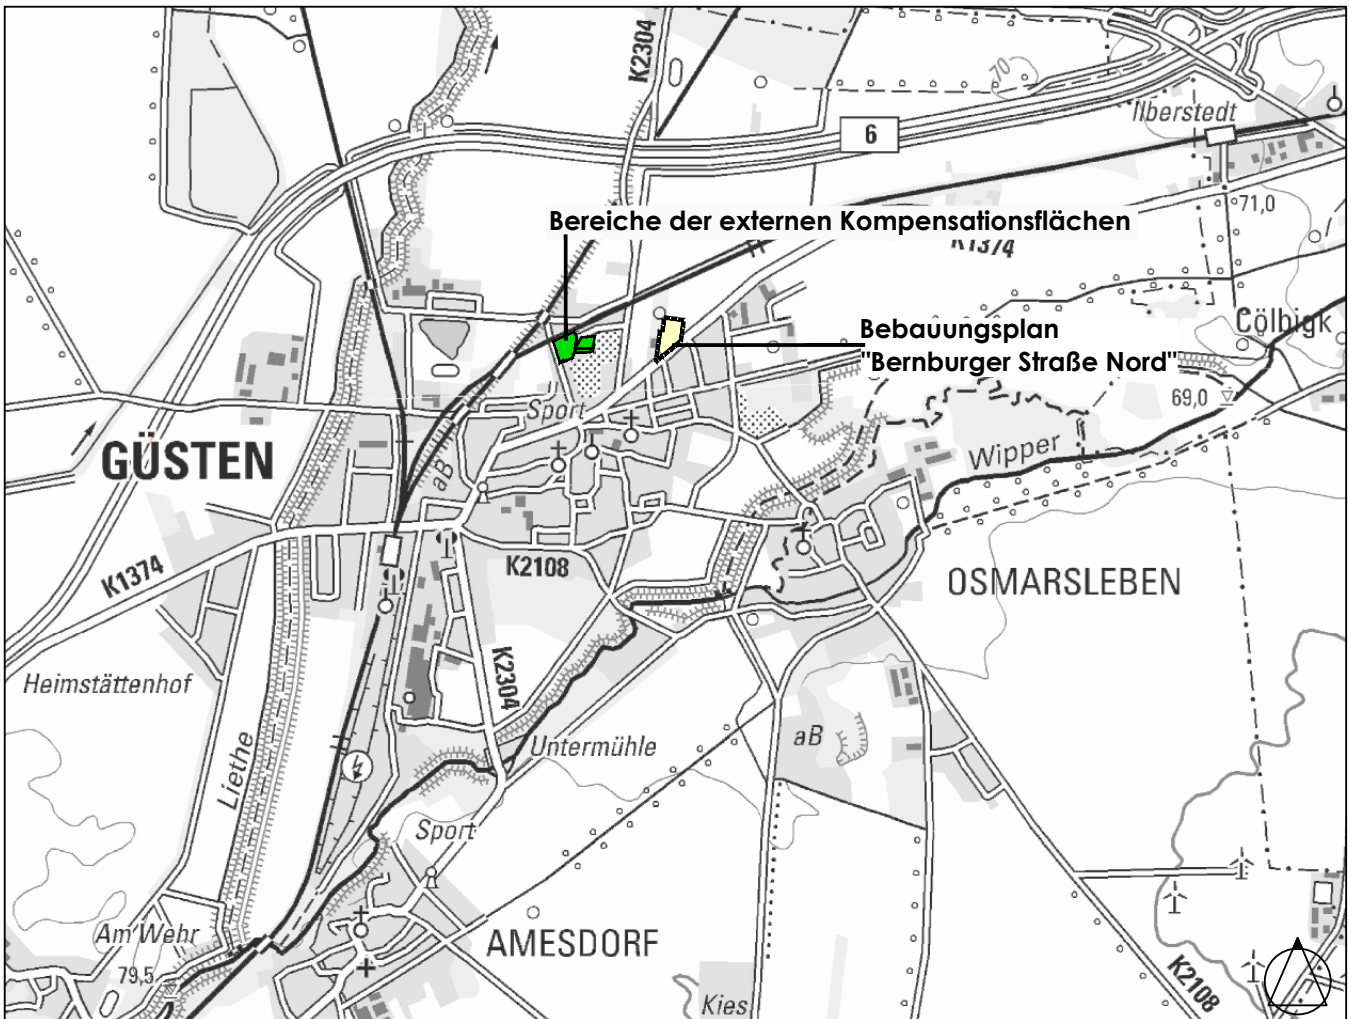 K2304
70
Ilberstedt
6
71,0
Bereiche der externen Kompensationsflächen
K1374
Bebauungsplan
"Bernburger Straße Nord"
Cölbigk
69,0
Sport
GÜSTEN
aB
Wipper
K2108
K1374
OSMARSLEBEN
Heimstättenhof
K2304
Untermühle
aB
Liethe
Sport
Am Wehr
79,5
AMESDORF
K2108
Kies